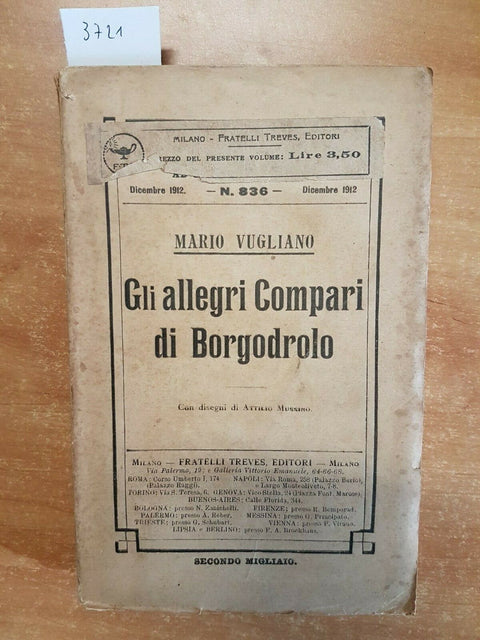 3721
MILANO - FRATELLI TREVES, EDITORI
REZZO DEL PRESENTE VOLUME: Lire 3,50
Dicembre 1912. — N. 836 — Dicembre 1912
MARIO VUGLIANO
Gli allegri Compari
di Borgodrolo
Con disegni di ATTILIO MUSSINO.
MILANO — FRATELLI TREVES, EDITORI — MILANO
Via Palermo, 12; e Galleria Vittorio Emanuele, 64-66-68.
ROMA: Corso Umberto I, 174 NAPOLI: Via Roma, 258 (Palazzo Berio),
(Palazzo Ruggì). e Largo Monteoliveto, 7-8.
TORINO: Via S. Teresa, 6. GENOVA: Vico Stella, 24 (Piazza Font. Marose).
BUENOS-AIRES: Calle Florida, 344.
BOLOGNA: presso N. Zanichelli. FIRENZE: presso R. Bemporad.
PALERMO: presso A. Reber. MESSINA: presso G. Principato.
TRIESTE: presso G. Schubart. VIENNA: presso
LIPSIA e BERLINO: presso F. A. Brockhaus.
SECONDO MIGLIAIO.